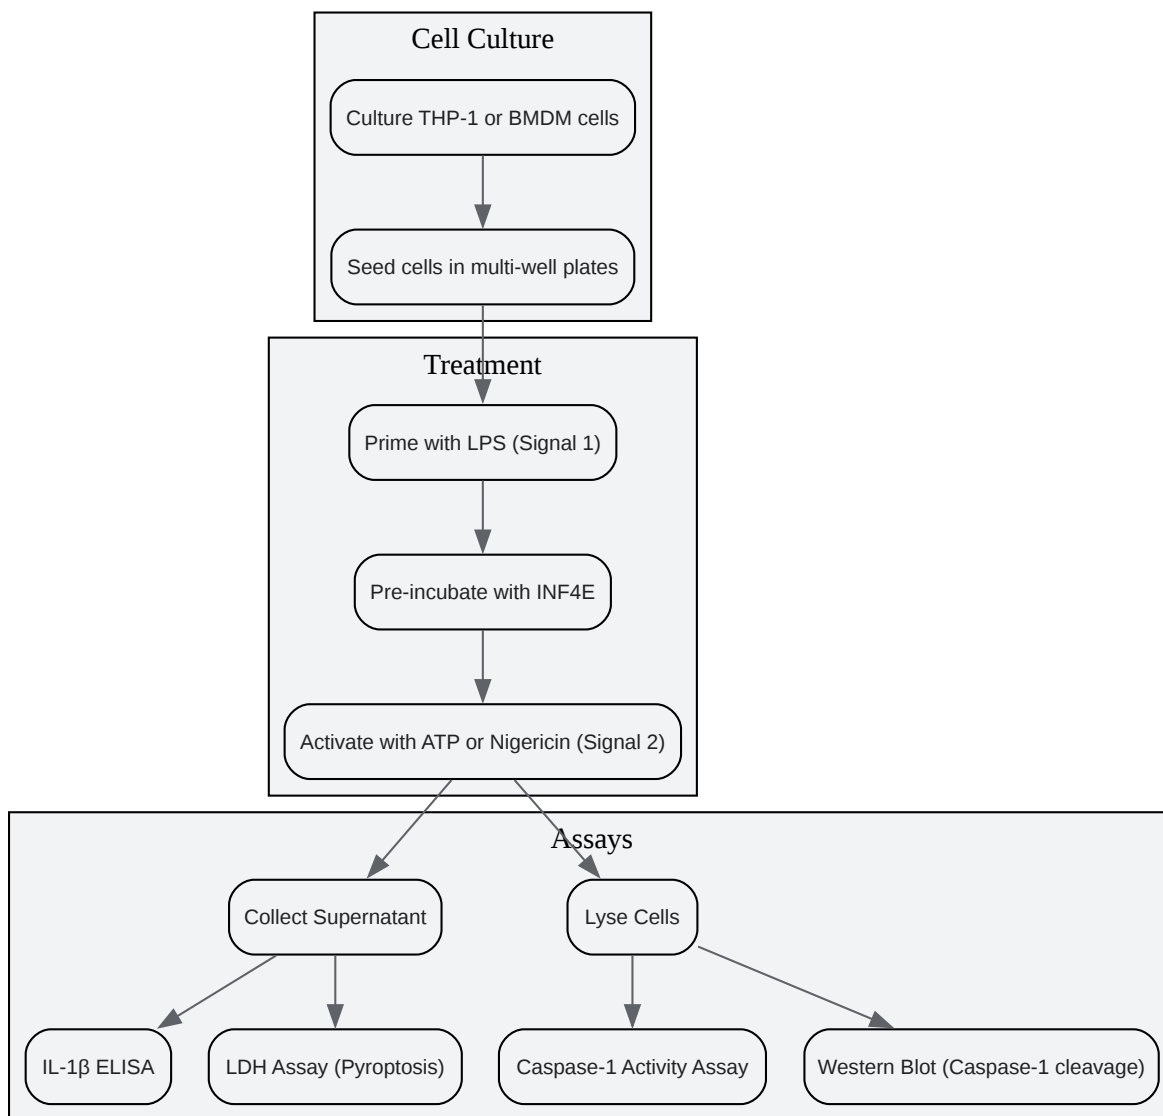 Cell Culture
Culture THP-1 or BMDM cells
Seed cells in multi-well plates
Treatment
Prime with LPS (Signal 1)
Pre-incubate with INF4E
Activate with ATP or Nigericin (Signal 2)
Assays
Collect Supernatant
Lyse Cells
IL-1β ELISA
LDH Assay (Pyroptosis)
Caspase-1 Activity Assay
Western Blot (Caspase-1 cleavage)